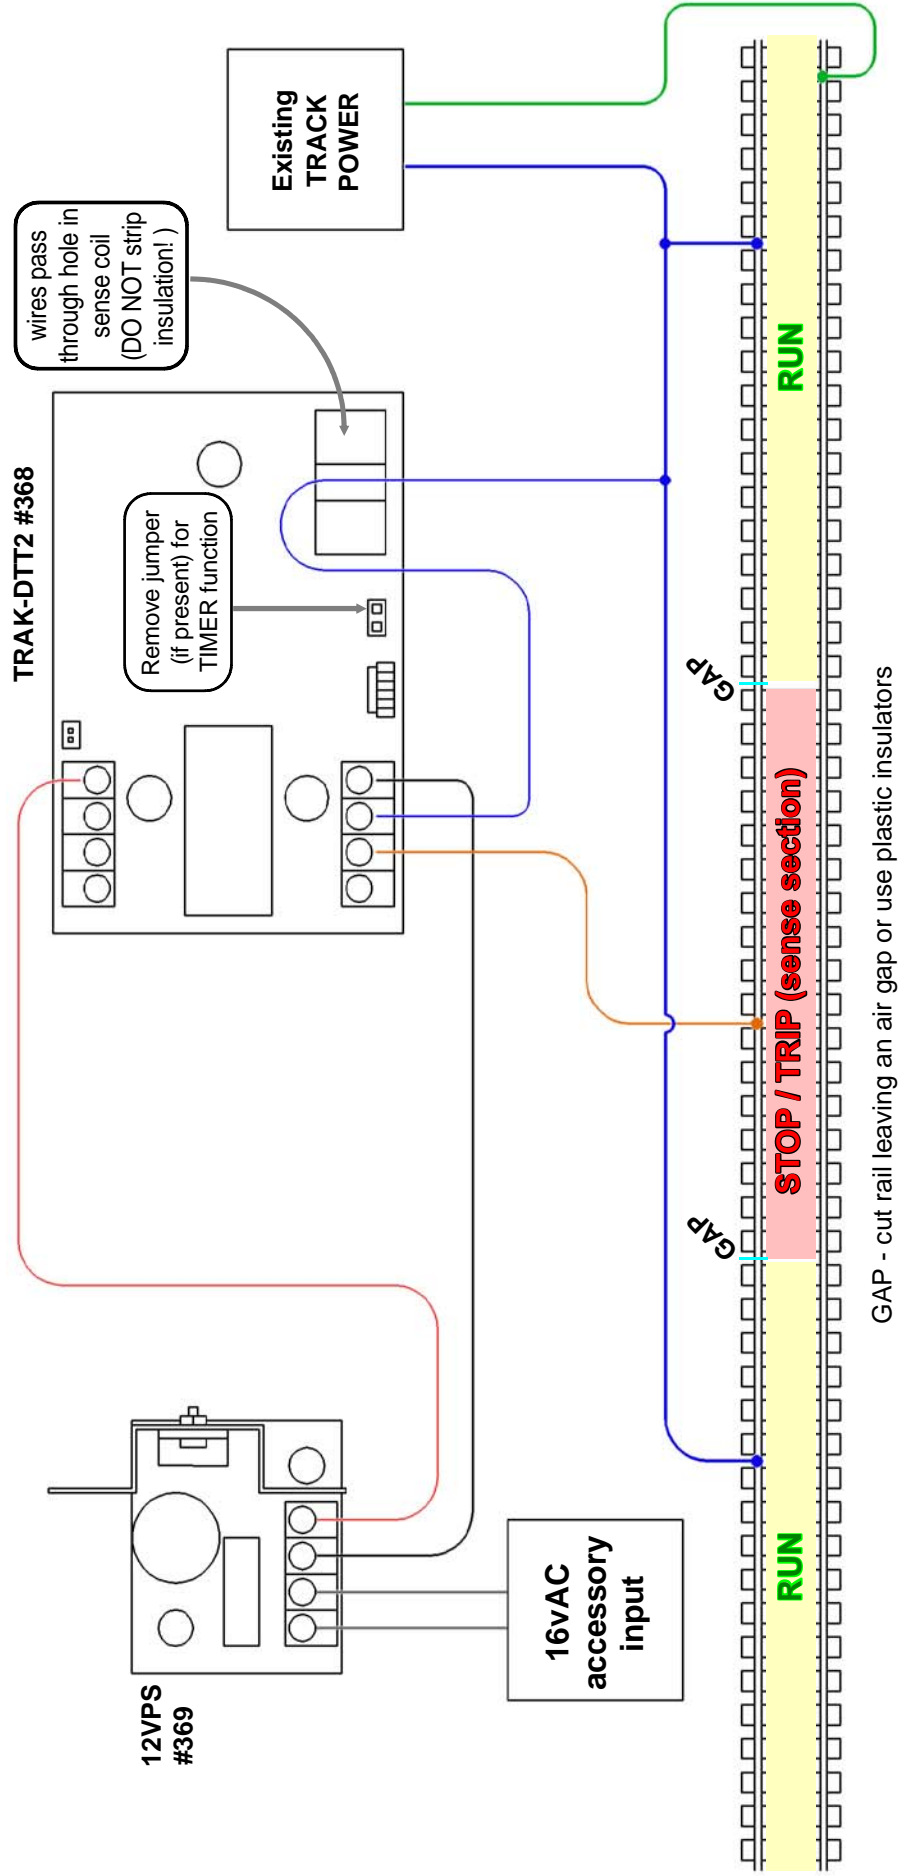 12VPS
#369
16vAC
accessory
input
TRAK-DTT2 #368
Remove jumper
(if present) for
TIMER function
wires pass
through hole in
sense coil
(DO NOT strip
insulation! )
Existing
TRACK
POWER
GAP
GAP
RUN
STOP / TRIP (sense section)
RUN
GAP - cut rail leaving an air gap or use plastic insulators